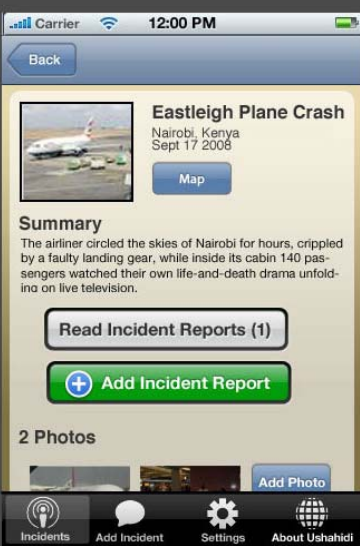 Carrier 12:00 PM
Back
Eastleigh Plane Crash
Nairobi, Kenya
Sept 17 2008
Map
Summary
The airliner circled the skies of Nairobi for hours, crippled
by a faulty landing gear, while inside its cabin 140 pas-
sengers watched their own life-and-death drama unfold-
ing on live television.
Read Incident Reports (1)
Add Incident Report
2 Photos
Add Photo
Incidents Add Incident Settings About Ushahidi